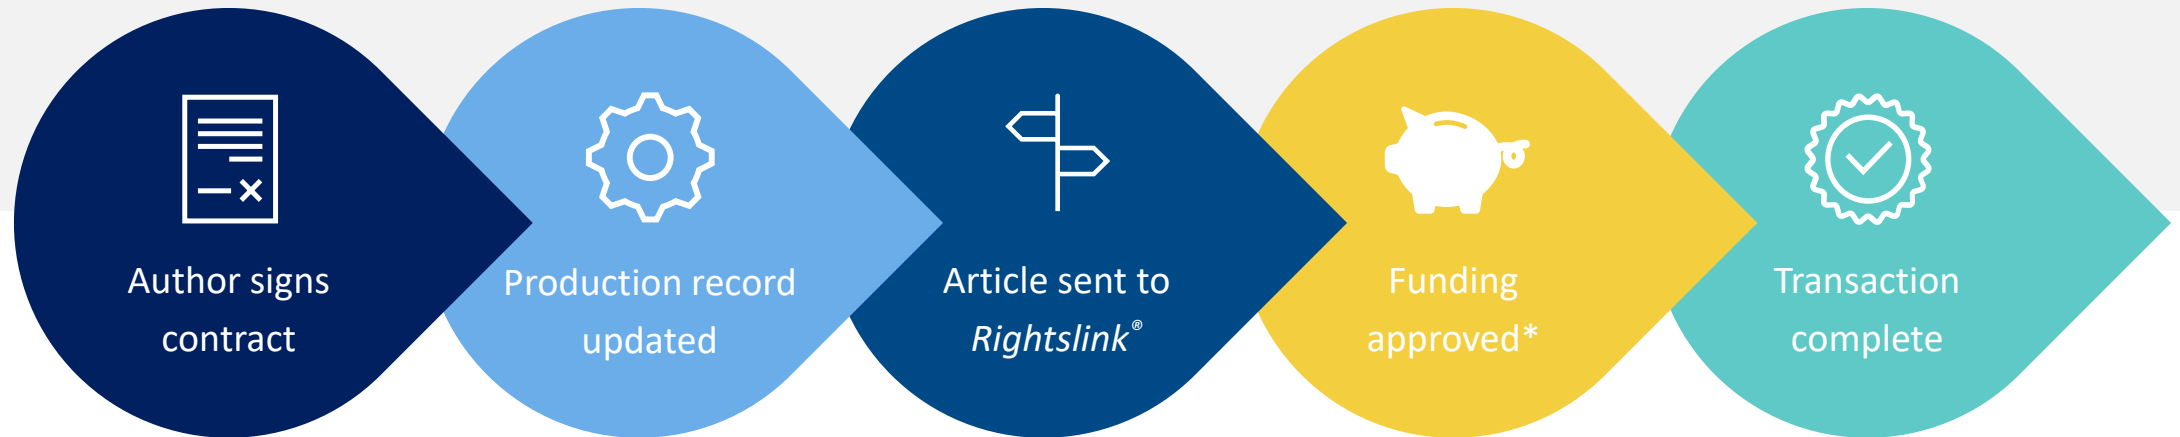 Author signs
contract
Production record
updated
Article sent to
Rightslink®
Funding
approved*
Transaction
complete